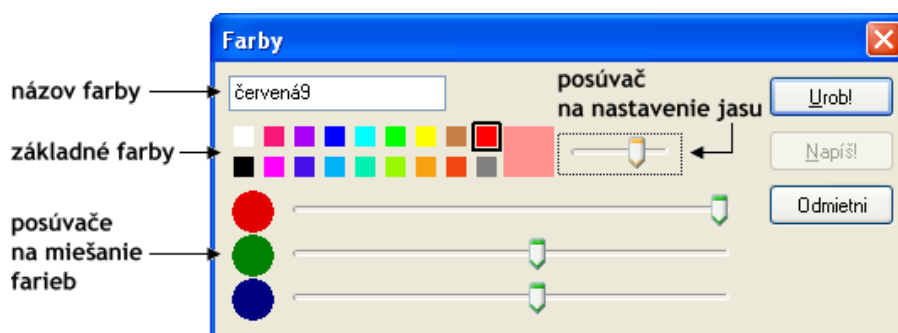 Farby
názov farby
červená9
posúvač
na nastavenie jasu
Urob!
základné farby
Napíš!
Odmietni
posúvače
na miešanie
farieb